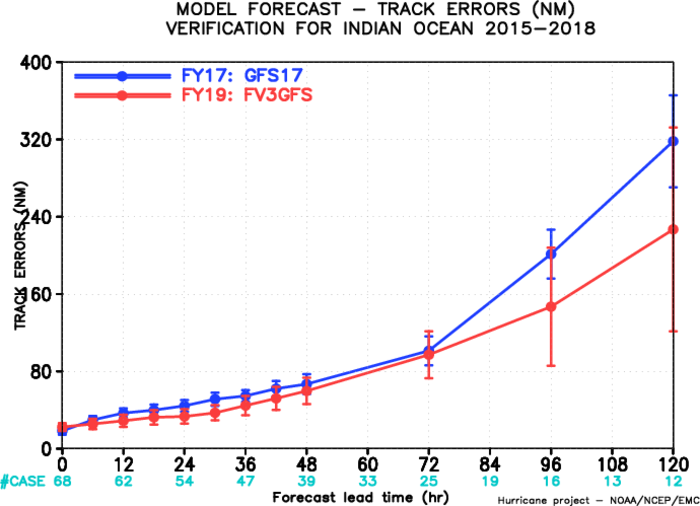 MODEL FORECAST – TRACK ERRORS (NM)
VERIFICATION FOR INDIAN OCEAN 2015–2018
FY17: GFS17
FY19: FV3GFS
400
320
240
160
80
0
TRACK ERRORS (NM)
0 12 24 36 48 60 72 84 96 108 120
#CASE 68 62 54 47 39 33 25 19 16 13 12
Forecast lead time (hr)
Hurricane project – NOAA/NCEP/EMC